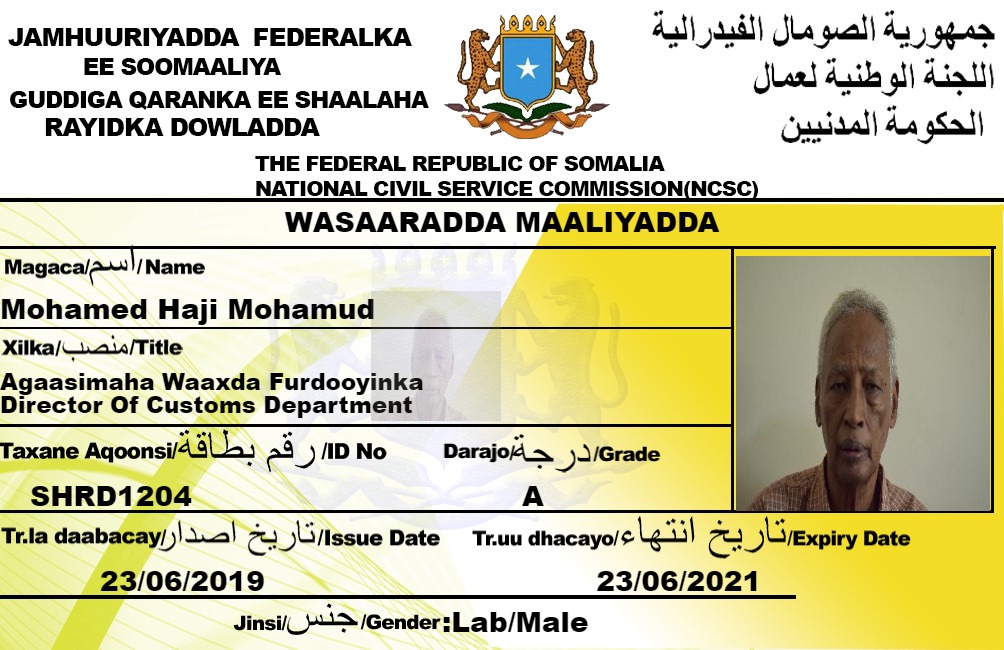 JAMHUURIYADDA FEDERALKA
EE SOOMAALIYA
GUDDIGA QARANKA EE SHAALAHA
RAYIDKA DOWLADDA
جمهورية الصومال الفيدرالية
اللجنة الوطنية لعمال
الحكومة المدنيين
THE FEDERAL REPUBLIC OF SOMALIA
NATIONAL CIVIL SERVICE COMMISSION(NCSC)
WASAARADDA MAALIYADDA
Magaca/اسم/Name
Mohamed Haji Mohamud
Xilka/منصب/Title
Agaasimaha Waaxda Furdooyinka
Director Of Customs Department
Taxane Aqoonsi/رقم بطاقة/ID No
SHRD1204
Darajo/درجة/Grade
A
Tr.la daabacay/تاريخ اصدار/Issue Date
23/06/2019
Tr.uu dhacayo/تاريخ انتهاء/Expiry Date
23/06/2021
Jinsi/جنس/Gender:Lab/Male